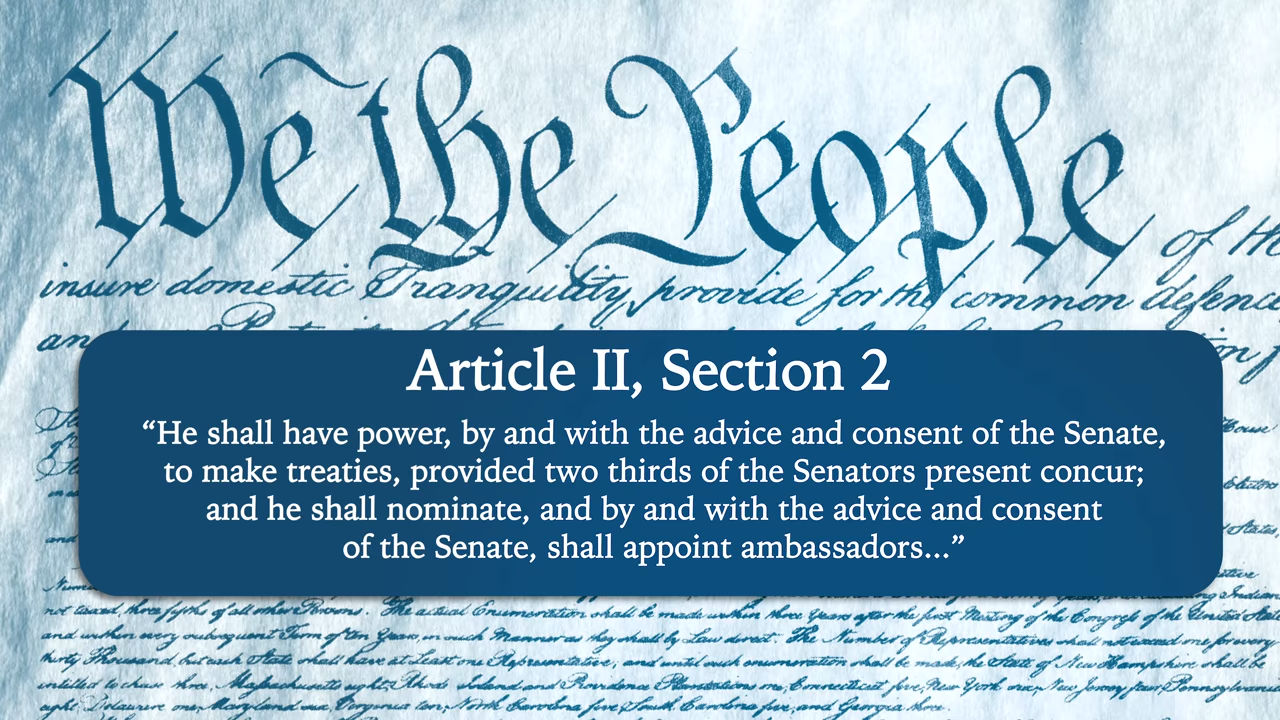 We the People
of
insure domestic Tranquility, provide for the common defence
Article II, Section 2
“He shall have power, by and with the advice and consent of the Senate,
to make treaties, provided two thirds of the Senators present concur;
and he shall nominate, and by and with the advice and consent
of the Senate, shall appoint ambassadors...”
not taxed, three fifths of all other Persons. The actual Enumeration shall be made within three Years after the first Meeting of the Congress of the United
and within every subsequent Term of ten Years, in such Manner as they shall by Law direct. The Number of Representatives shall not exceed one for every
thirty Thousand, but each State shall have at Least one Representative; and until such enumeration shall be made, the State of New Hampshire shall be
entitled to chuse three, Massachusetts eight, Rhode Island and Providence Plantations one, Connecticut five, New York six, New Jersey four, Pennsylvania
eight, Delaware one, Maryland six, Virginia ten, North Carolina five, South Carolina five, and Georgia three.